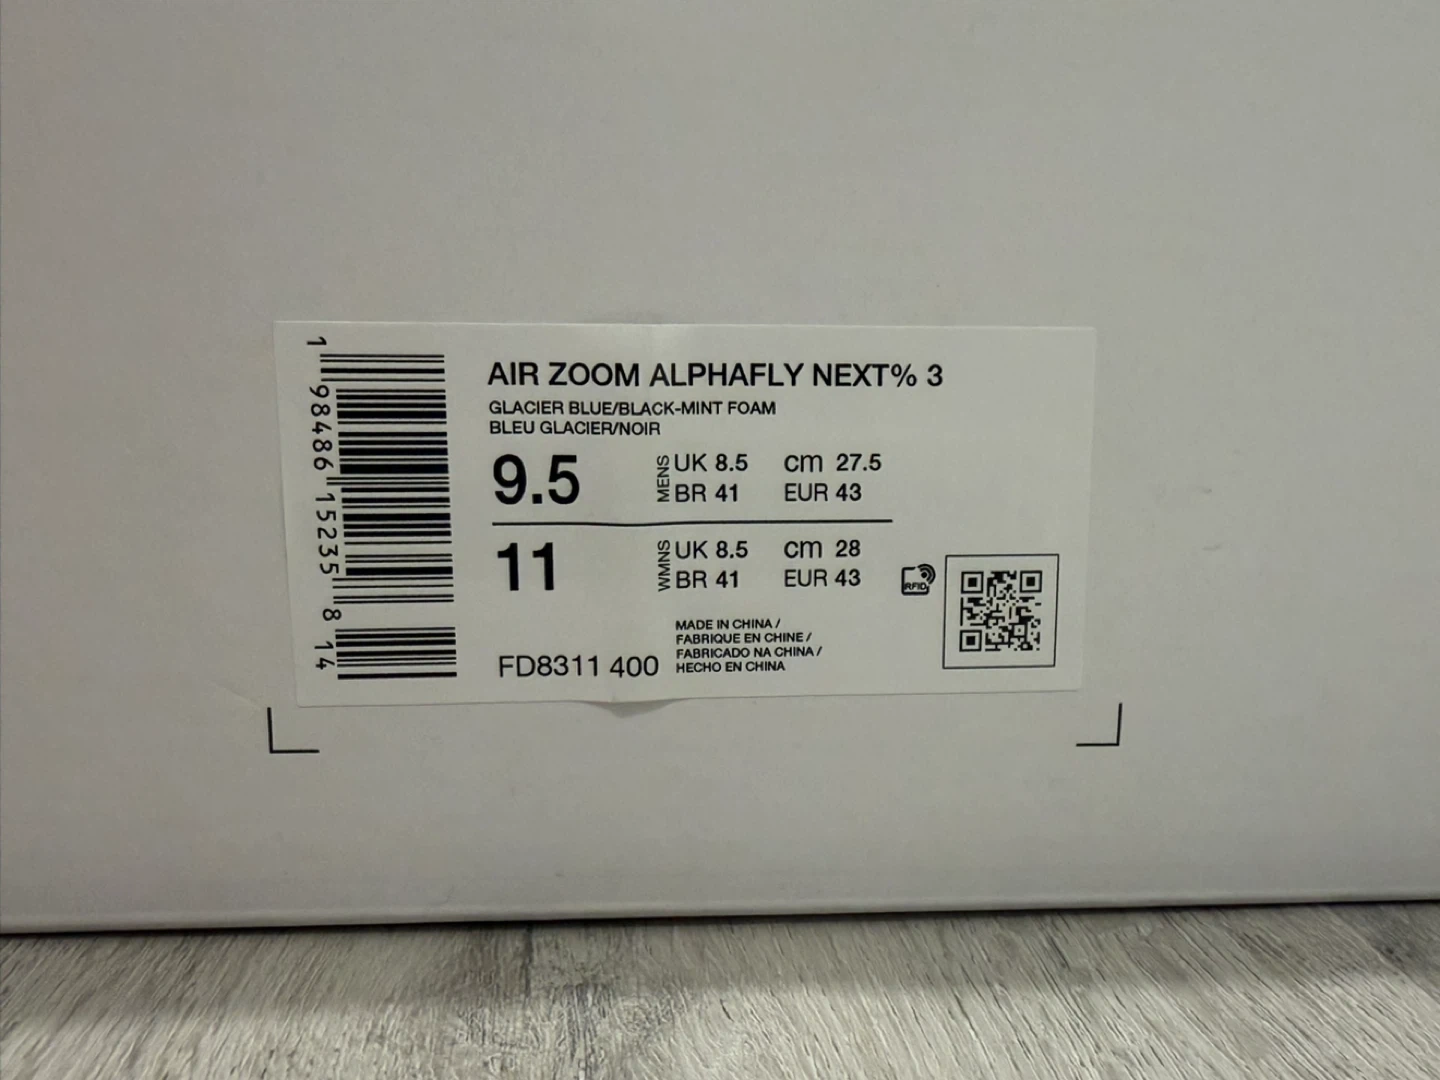 AIR ZOOM ALPHAFLY NEXT% 3
GLACIER BLUE/BLACK-MINT FOAM
BLEU GLACIER/NOIR
9.5 MENS UK 8.5 cm 27.5
BR 41 EUR 43
11 WMNS UK 8.5 cm 28
BR 41 EUR 43
RFID
MADE IN CHINA /
FABRIQUE EN CHINE /
FABRICADO NA CHINA /
HECHO EN CHINA
FD8311 400
1 98486 15235 8 14